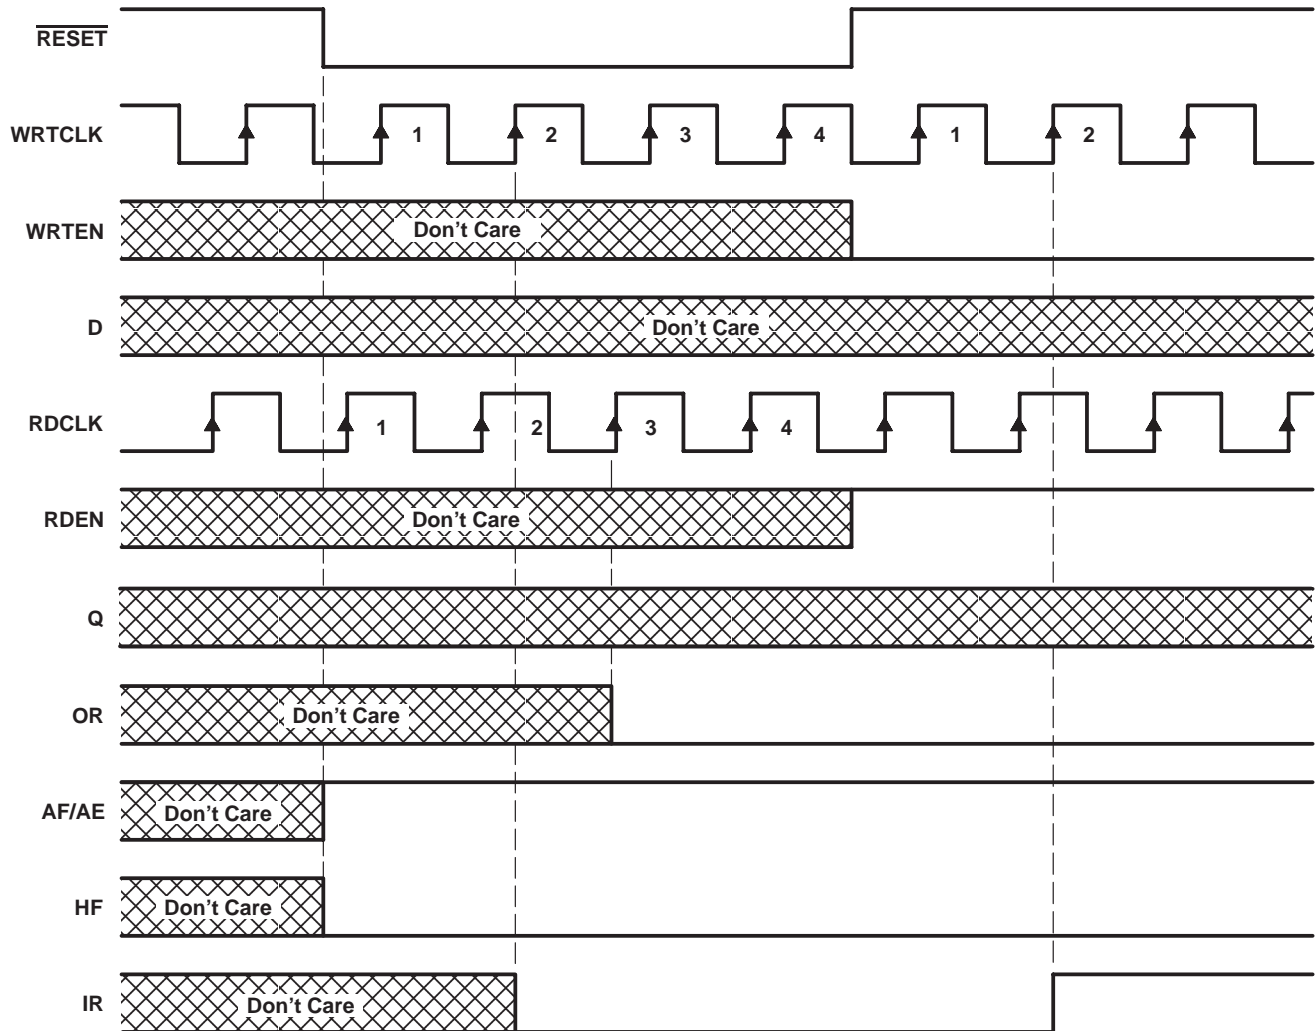 RESET
WRTCLK 1 2 3 4 1 2
WRTEN Don't Care
D Don't Care
RDCLK 1 2 3 4
RDEN Don't Care
Q
OR Don't Care
AF/AE Don't Care
HF Don't Care
IR Don't Care